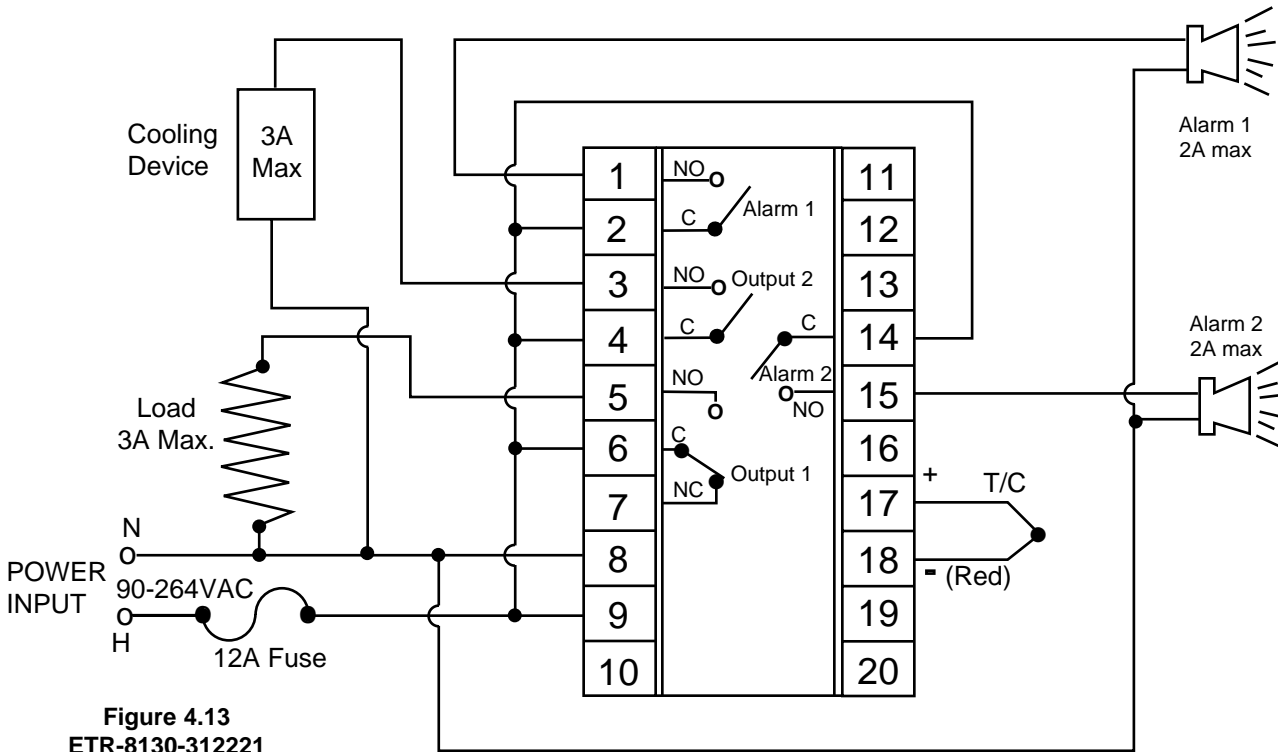 Cooling
Device
3A
Max
Load
3A Max.
N
O
POWER
INPUT
90-264VAC
O
H
12A Fuse
1
2
3
4
5
6
7
8
9
10
NO O
C
Alarm 1
NO O
Output 2
C
NO
O
C
Output 1
NC
C
Alarm 2
O
NO
11
12
13
14
15
16
17
18
19
20
Alarm 1
2A max
Alarm 2
2A max
+
T/C
- (Red)
Figure 4.13
ETR-8130-312221